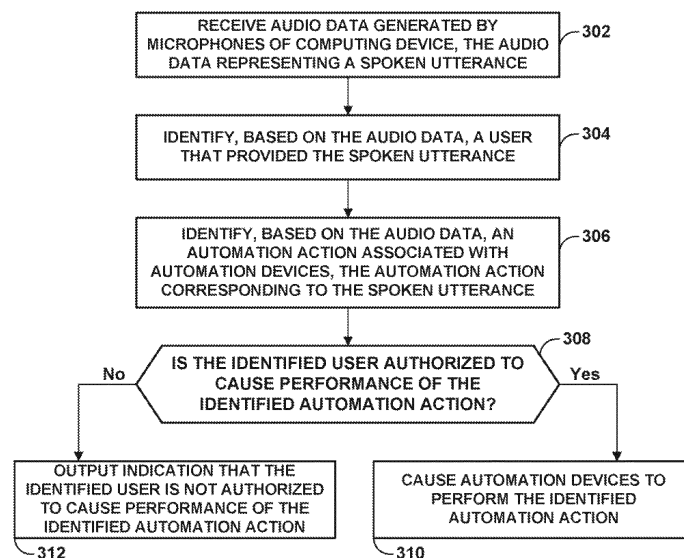 RECEIVE AUDIO DATA GENERATED BY
MICROPHONES OF COMPUTING DEVICE, THE AUDIO
DATA REPRESENTING A SPOKEN UTTERANCE
302
IDENTIFY, BASED ON THE AUDIO DATA, A USER
THAT PROVIDED THE SPOKEN UTTERANCE
304
IDENTIFY, BASED ON THE AUDIO DATA, AN
AUTOMATION ACTION ASSOCIATED WITH
AUTOMATION DEVICES, THE AUTOMATION ACTION
CORRESPONDING TO THE SPOKEN UTTERANCE
306
308
IS THE IDENTIFIED USER AUTHORIZED TO
CAUSE PERFORMANCE OF THE
IDENTIFIED AUTOMATION ACTION?
No
Yes
OUTPUT INDICATION THAT THE
IDENTIFIED USER IS NOT AUTHORIZED
TO CAUSE PERFORMANCE OF THE
IDENTIFIED AUTOMATION ACTION
312
CAUSE AUTOMATION DEVICES TO
PERFORM THE IDENTIFIED
AUTOMATION ACTION
310